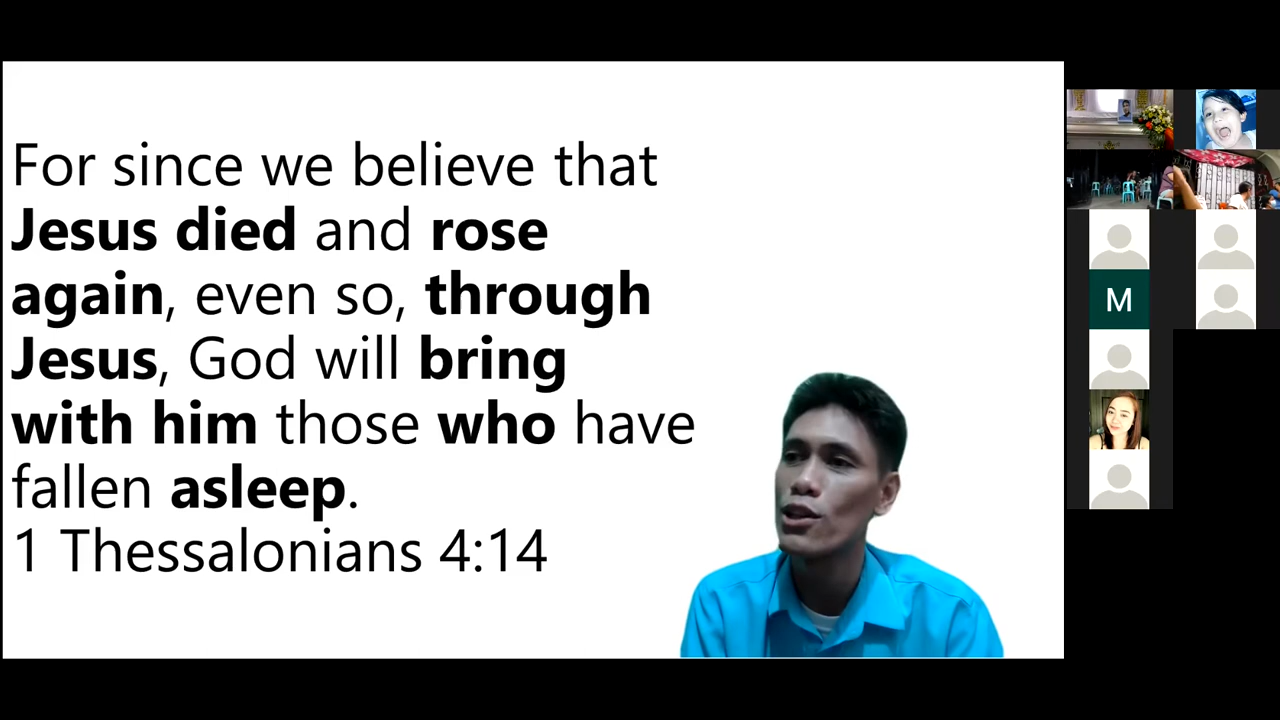 For since we believe that
Jesus died and rose
again, even so, through
Jesus, God will bring
with him those who have
fallen asleep.
1 Thessalonians 4:14
M